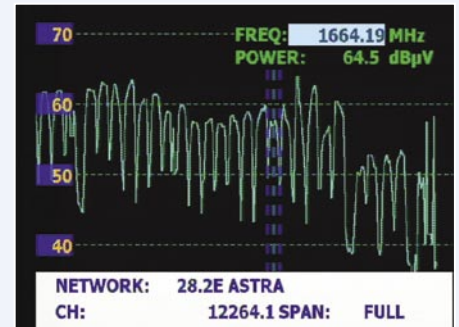 70
FREQ: 1664.19 MHz
POWER: 64.5 dBµV
60
50
40
NETWORK: 28.2E ASTRA
CH: 12264.1 SPAN: FULL